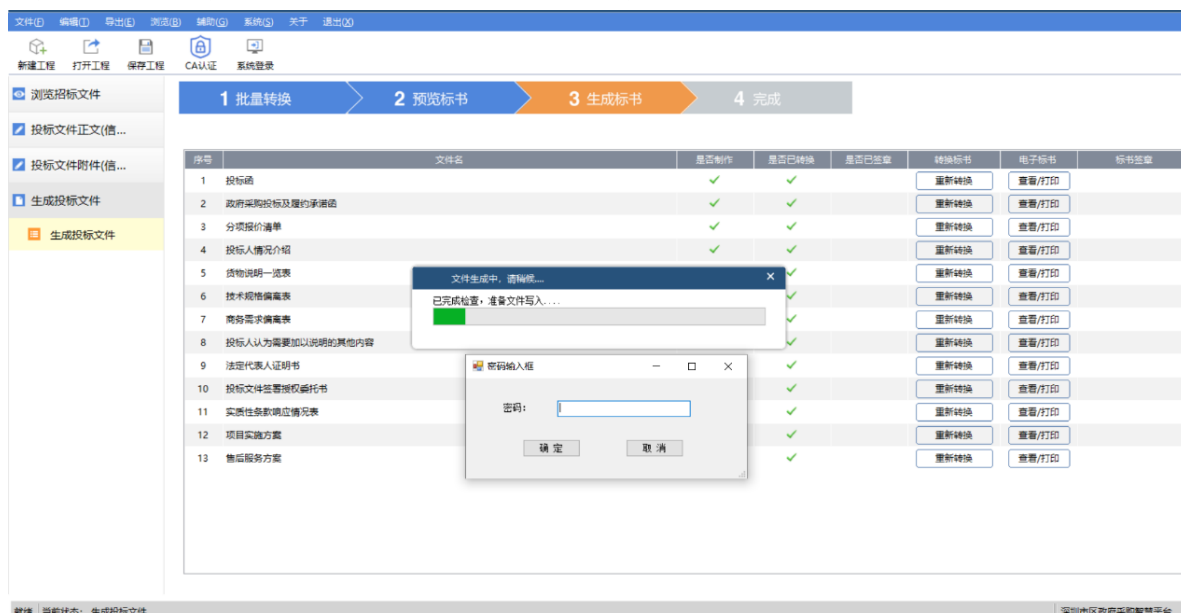 文件(F) 编辑(T) 导出(E) 浏览(B) 辅助(G) 系统(S) 关于 退出(X)
新建工程 打开工程 保存工程 CA认证 系统登录
浏览招标文件
投标文件正文(信...
投标文件附件(信...
生成投标文件
生成投标文件
1 批量转换 2 预览标书 3 生成标书 4 完成
序号 文件名 是否制作 是否已转换 是否已签章 转换标书 电子标书 标书签章
1 投标函 重新转换 查看/打印
2 政府采购投标及履约承诺函 重新转换 查看/打印
3 分项报价清单 重新转换 查看/打印
4 投标人情况介绍 重新转换 查看/打印
5 货物说明一览表 重新转换 查看/打印
6 技术规格偏离表 重新转换 查看/打印
7 商务需求偏离表 重新转换 查看/打印
8 投标人认为需要加以说明的其他内容 重新转换 查看/打印
9 法定代表人证明书 重新转换 查看/打印
10 投标文件签署授权委托书 重新转换 查看/打印
11 实质性条款响应情况表 重新转换 查看/打印
12 项目实施方案 重新转换 查看/打印
13 售后服务方案 重新转换 查看/打印
文件生成中，请稍候....
已完成检查，准备文件写入....
密码输入框
密码：
确定 取消
就绪 当前状态： 生成投标文件 深圳市区政府采购智慧平台